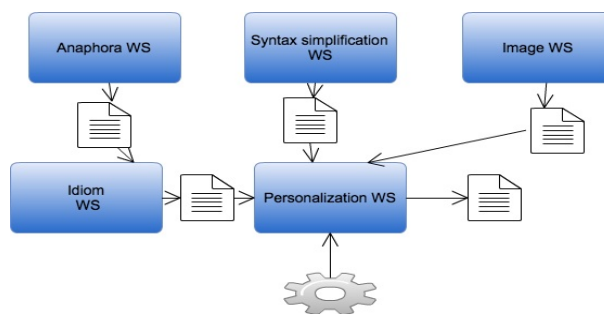 Anaphora WS
Syntax simplification
WS
Image WS
Idiom
WS
Personalization WS